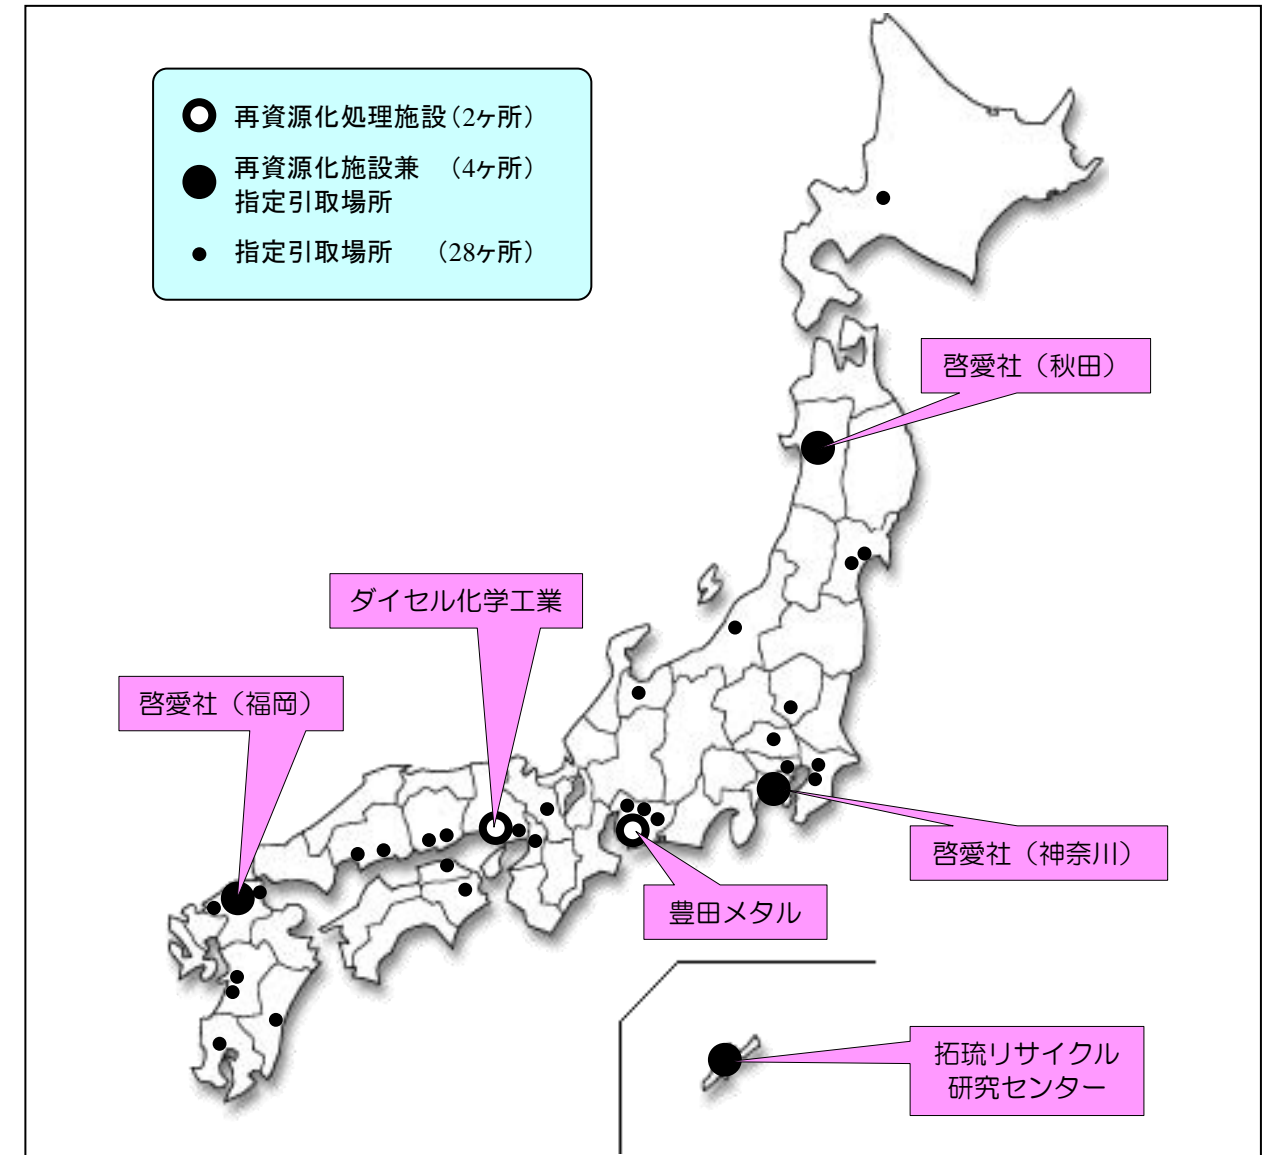 再資源化処理施設（2ヶ所）
再資源化施設兼　（4ヶ所）
指定引取場所
指定引取場所　（28ヶ所）
啓愛社（秋田）
ダイセル化学工業
啓愛社（福岡）
啓愛社（神奈川）
豊田メタル
拓琉リサイクル
研究センター